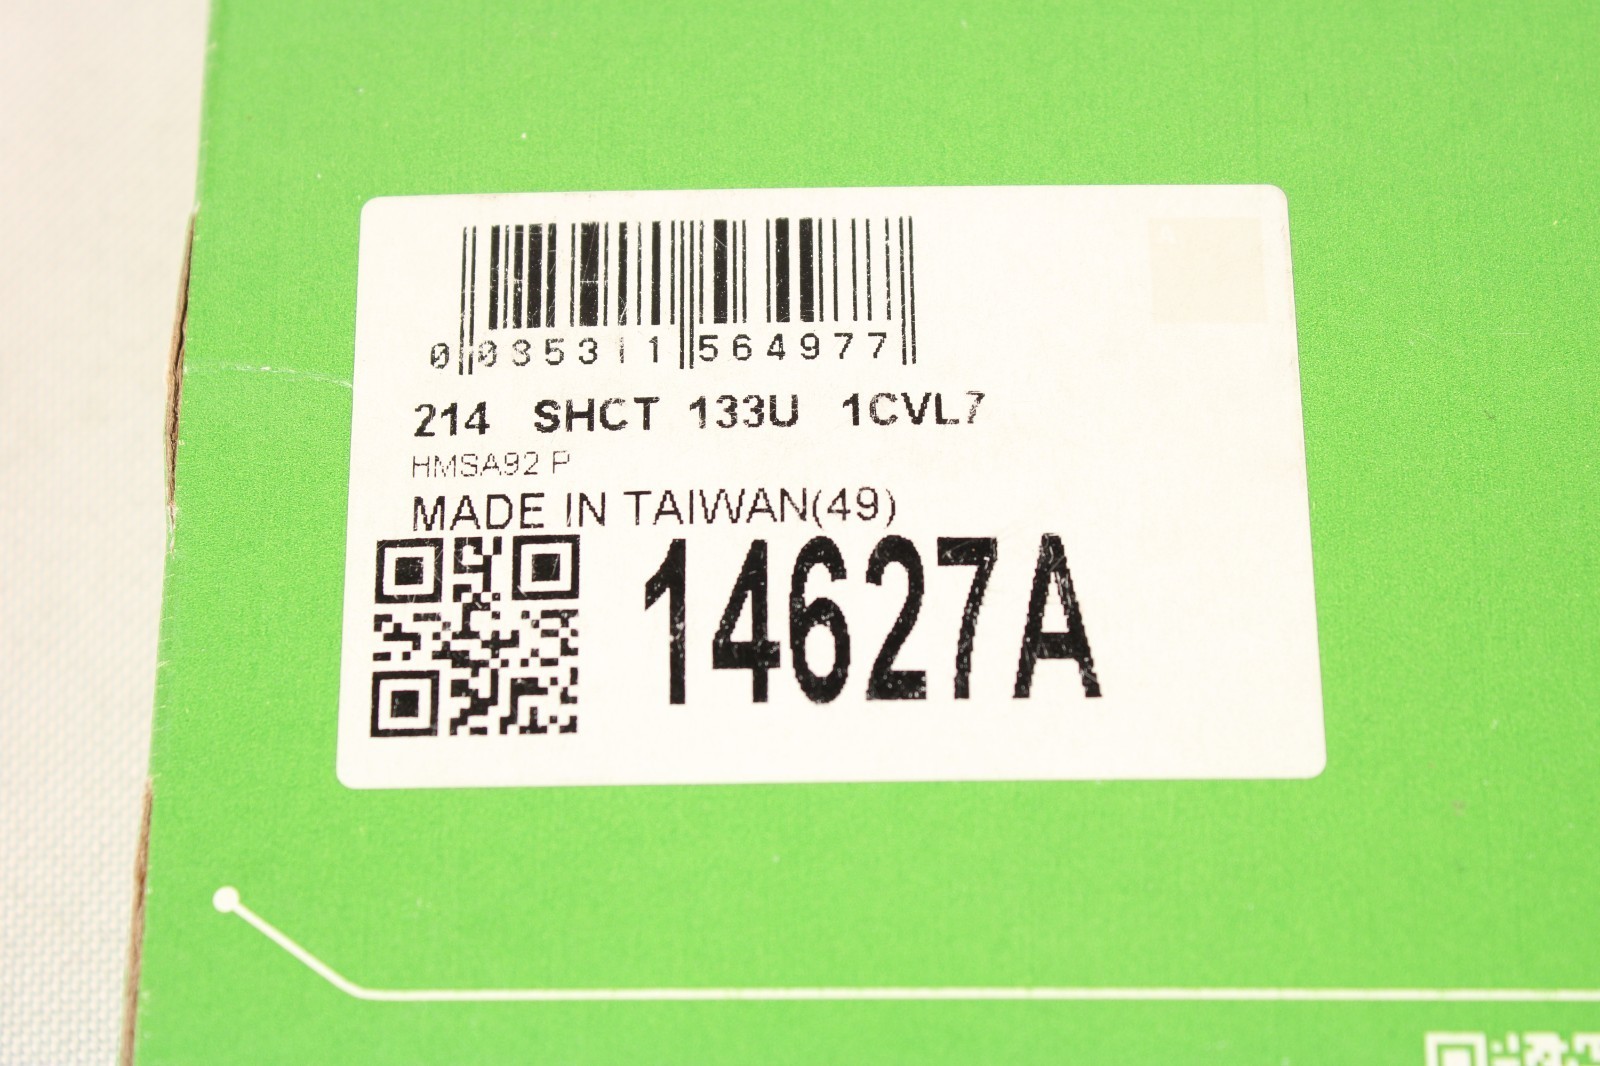 0 035311 564977
214 SHCT 133U 1CVL7
HMSA92 P
MADE IN TAIWAN(49)
14627A